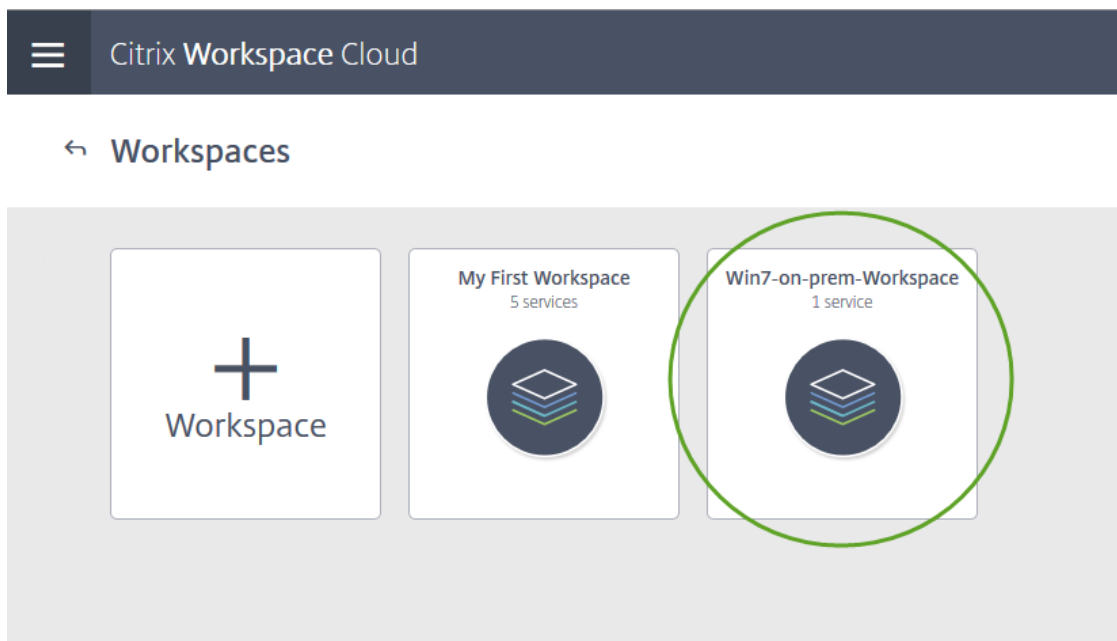 Citrix Workspace Cloud
Workspaces
Workspace
My First Workspace
5 services
Win7-on-prem-Workspace
1 service